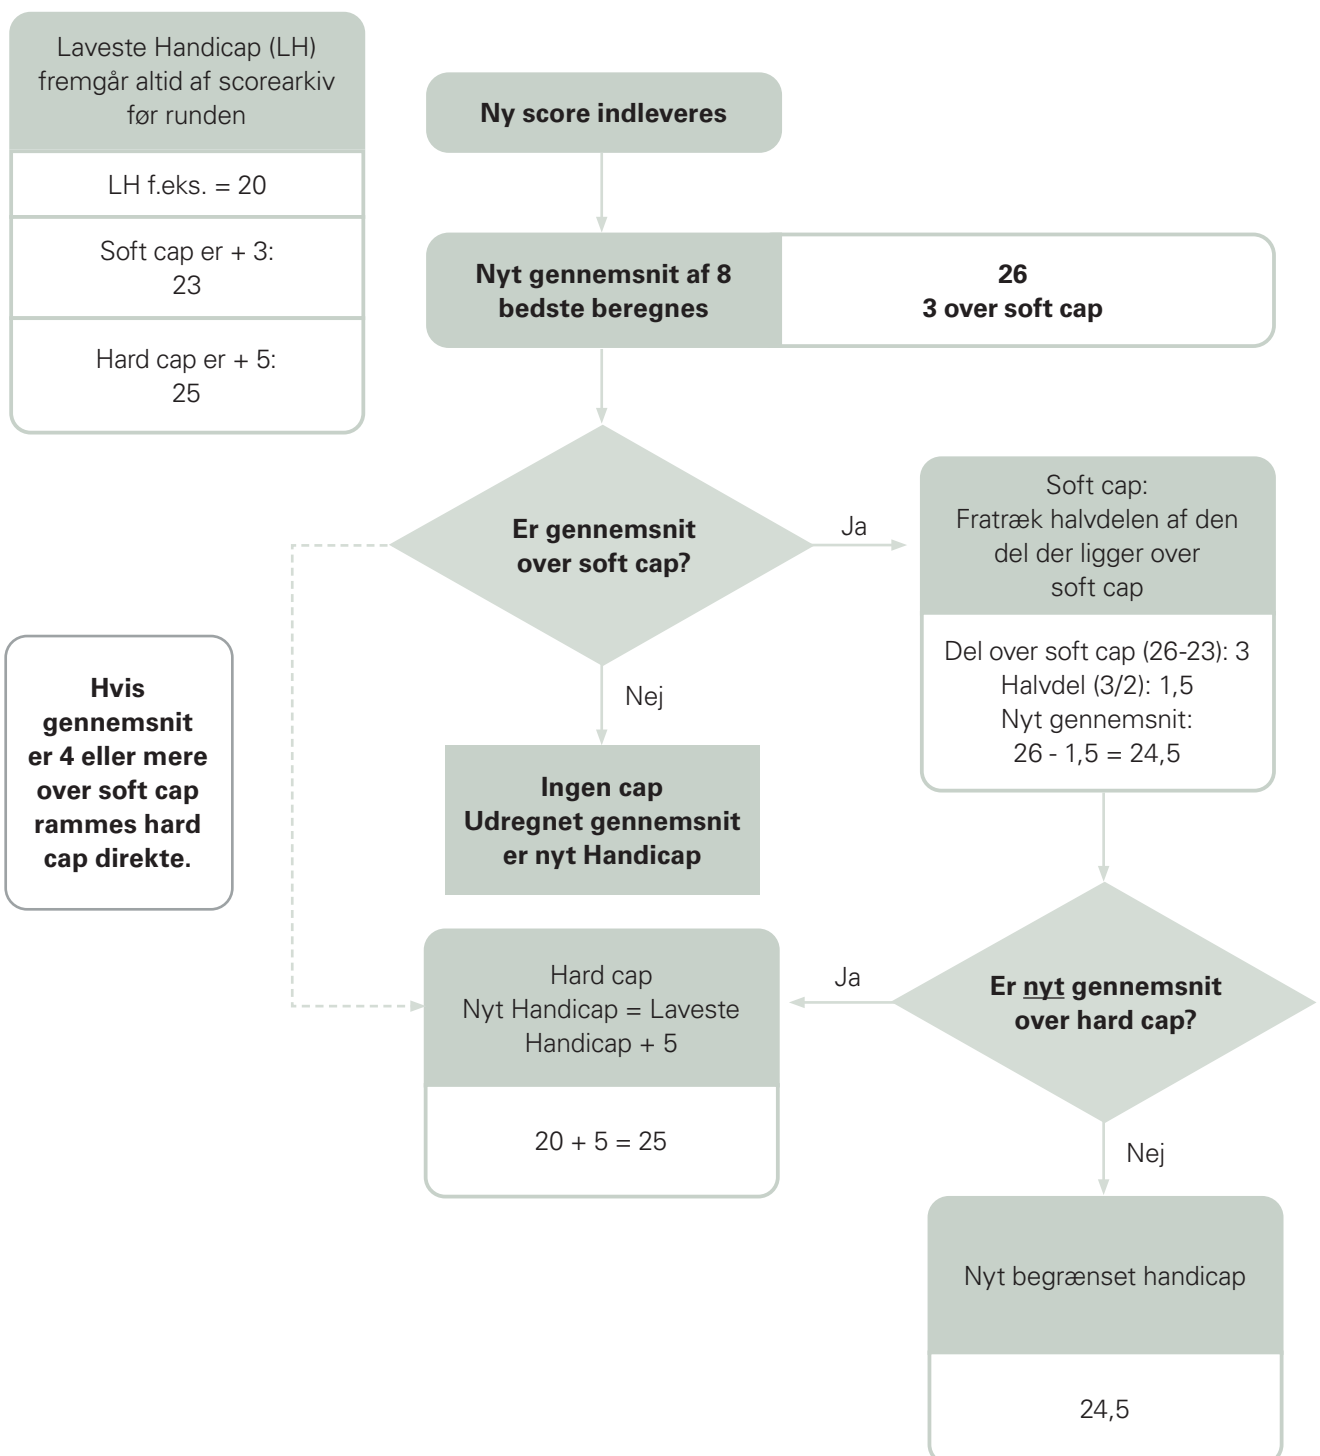 Laveste Handicap (LH)
fremgår altid af scorearkiv
før runden
LH f.eks. = 20
Soft cap er + 3:
23
Hard cap er + 5:
25
Ny score indleveres
Nyt gennemsnit af 8
bedste beregnes
26
3 over soft cap
Er gennemsnit
over soft cap?
Ja
Soft cap:
Fratræk halvdelen af den
del der ligger over
soft cap
Del over soft cap (26-23): 3
Halvdel (3/2): 1,5
Nyt gennemsnit:
26 - 1,5 = 24,5
Nej
Ingen cap
Udregnet gennemsnit
er nyt Handicap
Hvis
gennemsnit
er 4 eller mere
over soft cap
rammes hard
cap direkte.
Er nyt gennemsnit
over hard cap?
Ja
Hard cap
Nyt Handicap = Laveste
Handicap + 5
20 + 5 = 25
Nej
Nyt begrænset handicap
24,5